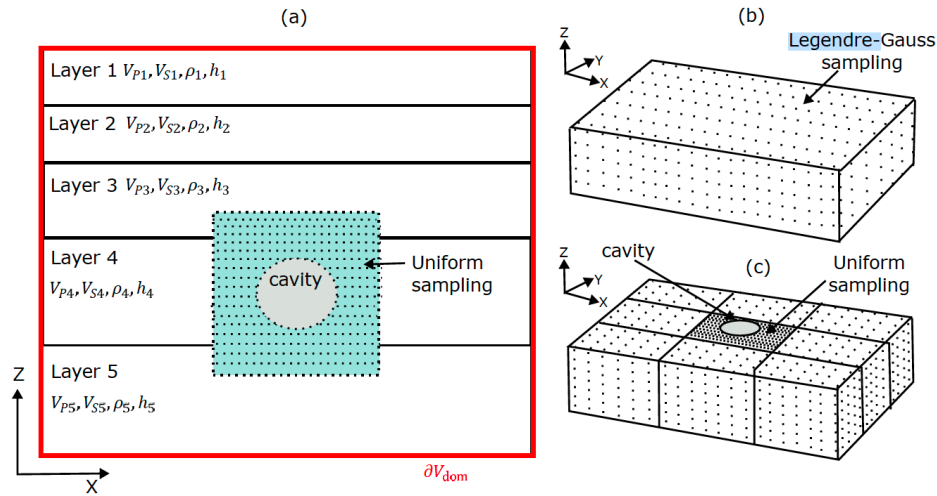 (a)
Layer 1 V_{P1}, V_{S1}, ρ_1, h_1
Layer 2 V_{P2}, V_{S2}, ρ_2, h_2
Layer 3 V_{P3}, V_{S3}, ρ_3, h_3
Layer 4
V_{P4}, V_{S4}, ρ_4, h_4
cavity
Uniform
sampling
Layer 5
V_{P5}, V_{S5}, ρ_5, h_5
Z
X
∂V_{dom}
(b)
Legendre-Gauss
sampling
Z
Y
X
(c)
cavity
Uniform
sampling
Z
Y
X